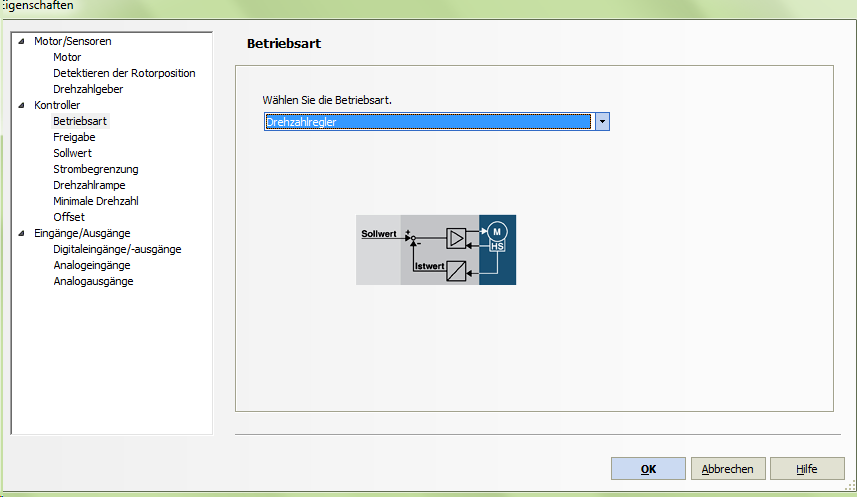 Eigenschaften
Motor/Sensoren
Motor
Detektieren der Rotorposition
Drehzahlgeber
Kontroller
Betriebsart
Freigabe
Sollwert
Strombegrenzung
Drehzahlrampe
Minimale Drehzahl
Offset
Eingänge/Ausgänge
Digitaleingänge/-ausgänge
Analogeingänge
Analogausgänge
Betriebsart
Wählen Sie die Betriebsart.
Drehzahlregler
Sollwert
+
-
M
HS
Istwert
OK
Abbrechen
Hilfe